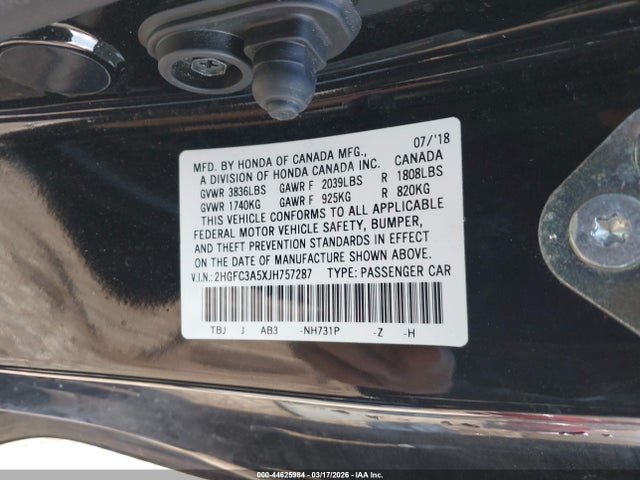 MFD. BY HONDA OF CANADA MFG., 07/'18
A DIVISION OF HONDA CANADA INC. CANADA
GVWR 3836LBS GAWR F 2039LBS R 1808LBS
GVWR 1740KG GAWR F 925KG R 820KG
THIS VEHICLE CONFORMS TO ALL APPLICABLE
FEDERAL MOTOR VEHICLE SAFETY, BUMPER,
AND THEFT PREVENTION STANDARDS IN EFFECT
ON THE DATE OF MANUFACTURE SHOWN ABOVE.
V.I.N.: 2HGFC3A5XJH757287 TYPE: PASSENGER CAR
TBJ J AB3 -NH731P -Z -H
000-44625984 - 03/17/2026 - IAA Inc.